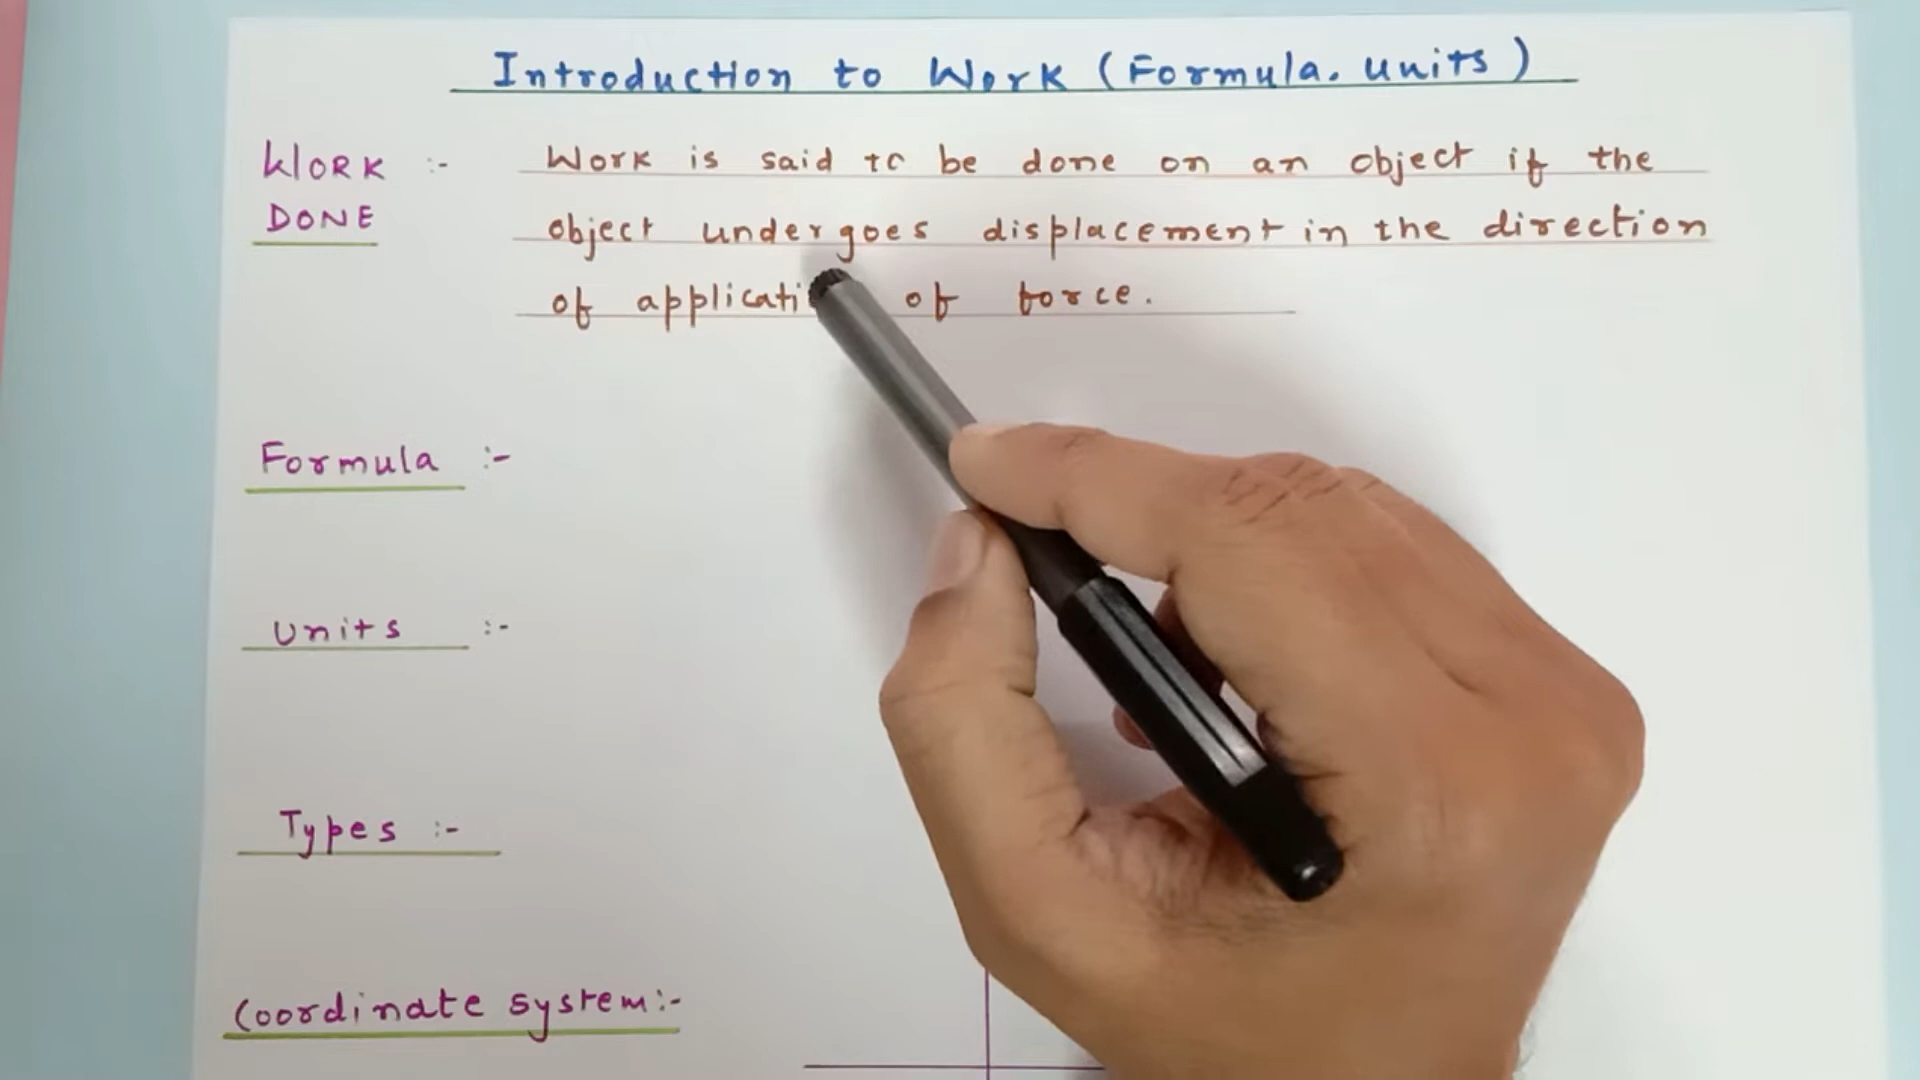 Introduction to Work (Formula. Units)
WORK :- Work is said to be done on an object if the
DONE object undergoes displacement in the direction
of of force.
Formula :-
Units :-
Types :-
Coordinate system:-